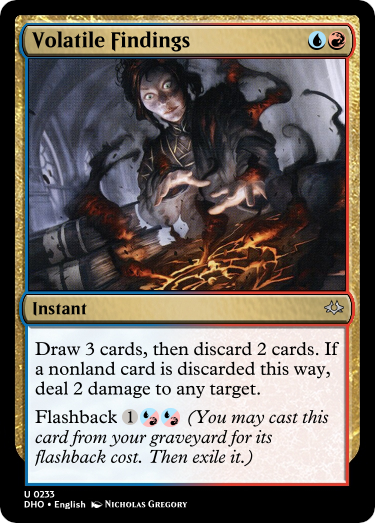 Volatile Findings
Instant
Draw 3 cards, then discard 2 cards. If
a nonland card is discarded this way,
deal 2 damage to any target.
Flashback 1 (You may cast this
card from your graveyard for its
flashback cost. Then exile it.)
U 0233
DHO • English Nicholas Gregory